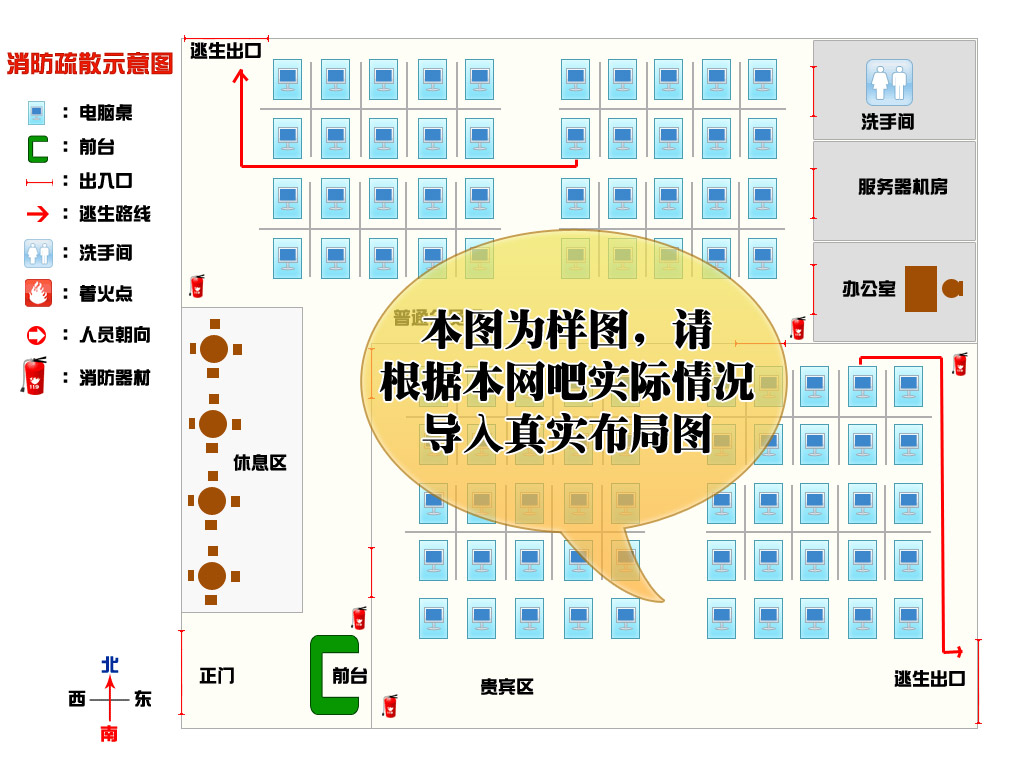 消防疏散示意图
：电脑桌
：前台
：出入口
：逃生路线
：洗手间
：着火点
：人员朝向
：消防器材
119
北
西
东
南
逃生出口
洗手间
服务器机房
办公室
普通
本图为样图，请
根据本网吧实际情况
导入真实布局图
休息区
正门
前台
贵宾区
逃生出口